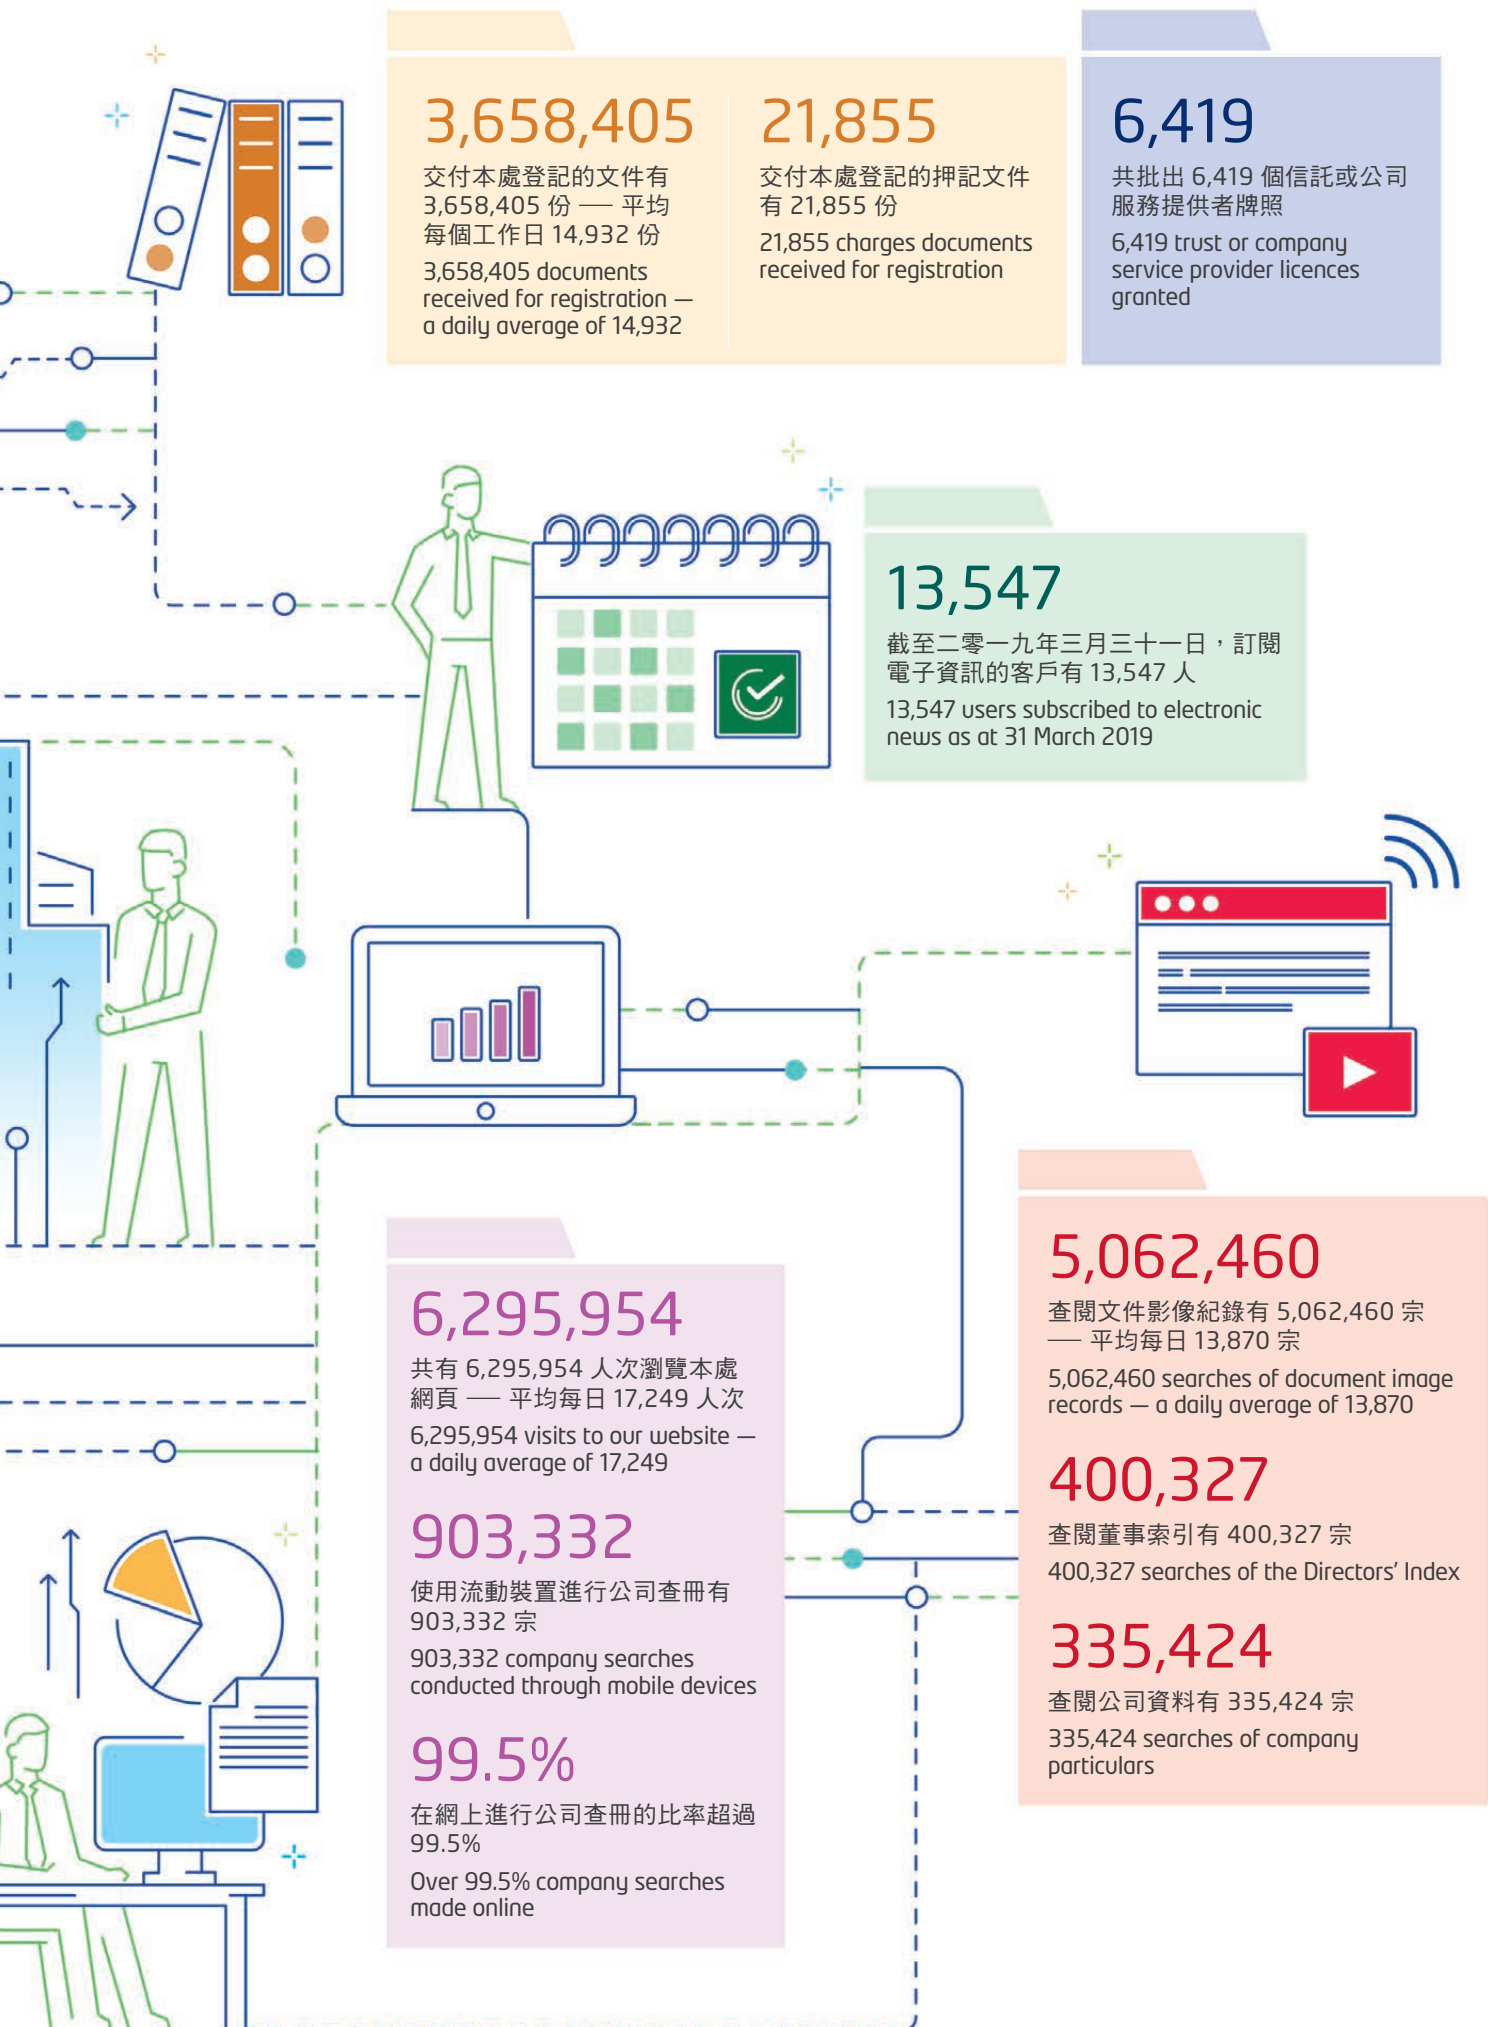 3,658,405
交付本處登記的文件有
3,658,405 份 — 平均
每個工作日 14,932 份
3,658,405 documents
received for registration —
a daily average of 14,932
21,855
交付本處登記的押記文件
有 21,855 份
21,855 charges documents
received for registration
6,419
共批出 6,419 個信託或公司
服務提供者牌照
6,419 trust or company
service provider licences
granted
13,547
截至二零一九年三月三十一日，訂閱
電子資訊的客戶有 13,547 人
13,547 users subscribed to electronic
news as at 31 March 2019
6,295,954
共有 6,295,954 人次瀏覽本處
網頁 — 平均每日 17,249 人次
6,295,954 visits to our website —
a daily average of 17,249
903,332
使用流動裝置進行公司查冊有
903,332 宗
903,332 company searches
conducted through mobile devices
99.5%
在網上進行公司查冊的比率超過
99.5%
Over 99.5% company searches
made online
5,062,460
查閱文件影像紀錄有 5,062,460 宗
— 平均每日 13,870 宗
5,062,460 searches of document image
records — a daily average of 13,870
400,327
查閱董事索引有 400,327 宗
400,327 searches of the Directors' Index
335,424
查閱公司資料有 335,424 宗
335,424 searches of company
particulars